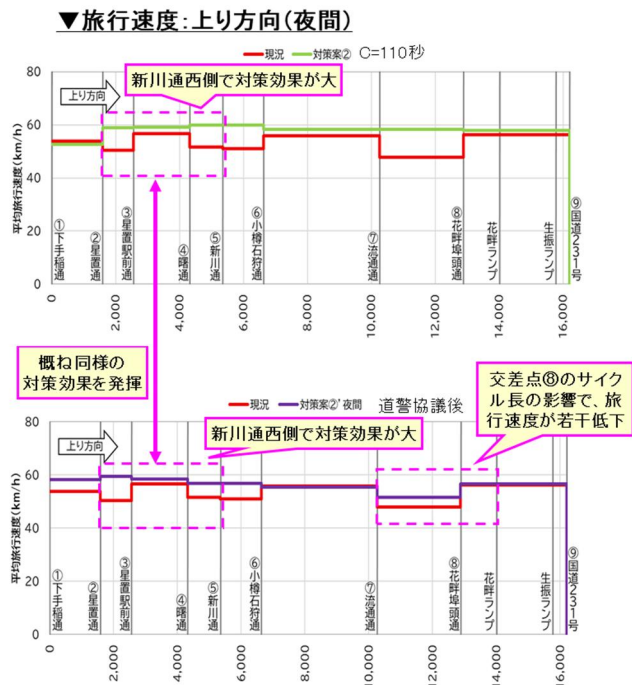 ▼旅行速度：上り方向(夜間)
現況 対策案② C=110秒
新川通西側で対策効果が大
上り方向
平均旅行速度(km/h)
80
60
40
20
0
①下手稲通
②星置通
③星置駅前通
④曙通
⑤新川通
⑥小樽石狩通
⑦流通通
⑧花畔埠頭通
花畔ランプ
生振ランプ
⑨国道231号
0 2,000 4,000 6,000 8,000 10,000 12,000 14,000 16,000
概ね同様の
対策効果を発揮
交差点⑧のサイク
ル長の影響で、旅
行速度が若干低下
現況 対策案②’夜間 道警協議後
新川通西側で対策効果が大
上り方向
平均旅行速度(km/h)
80
60
40
20
0
①下手稲通
②星置通
③星置駅前通
④曙通
⑤新川通
⑥小樽石狩通
⑦流通通
⑧花畔埠頭通
花畔ランプ
生振ランプ
⑨国道231号
0 2,000 4,000 6,000 8,000 10,000 12,000 14,000 16,000